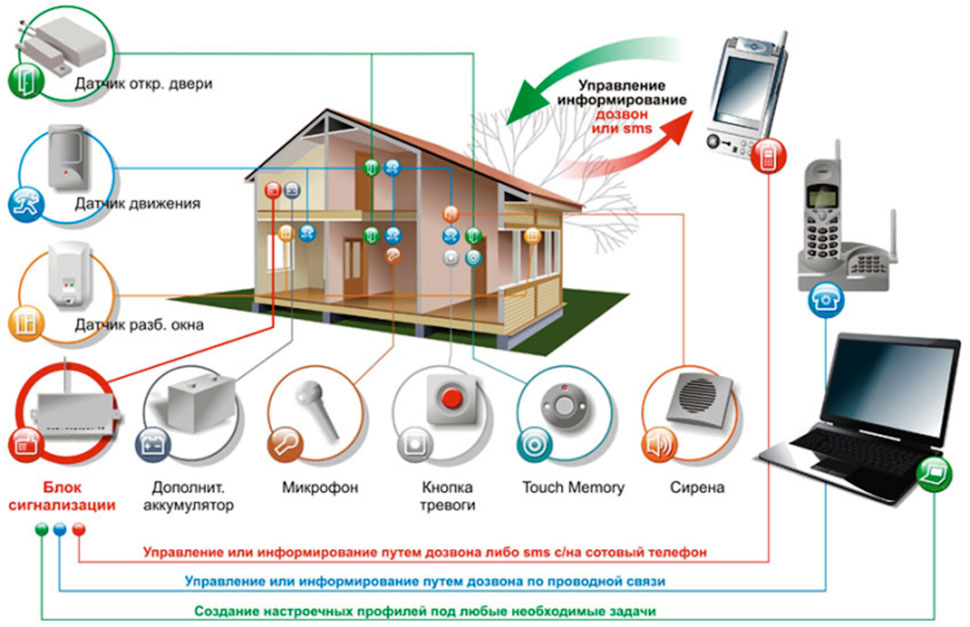 Датчик откр. двери
Управление
информирование
дозвон
или sms
Датчик движения
Датчик разб. окна
Блок
сигнализации
Дополнит.
аккумулятор
Микрофон
Кнопка
тревоги
Touch Memory
Сирена
Управление или информирование путем дозвона либо sms с/на сотовый телефон
Управление или информирование путем дозвона по проводной связи
Создание настроечных профилей под любые необходимые задачи